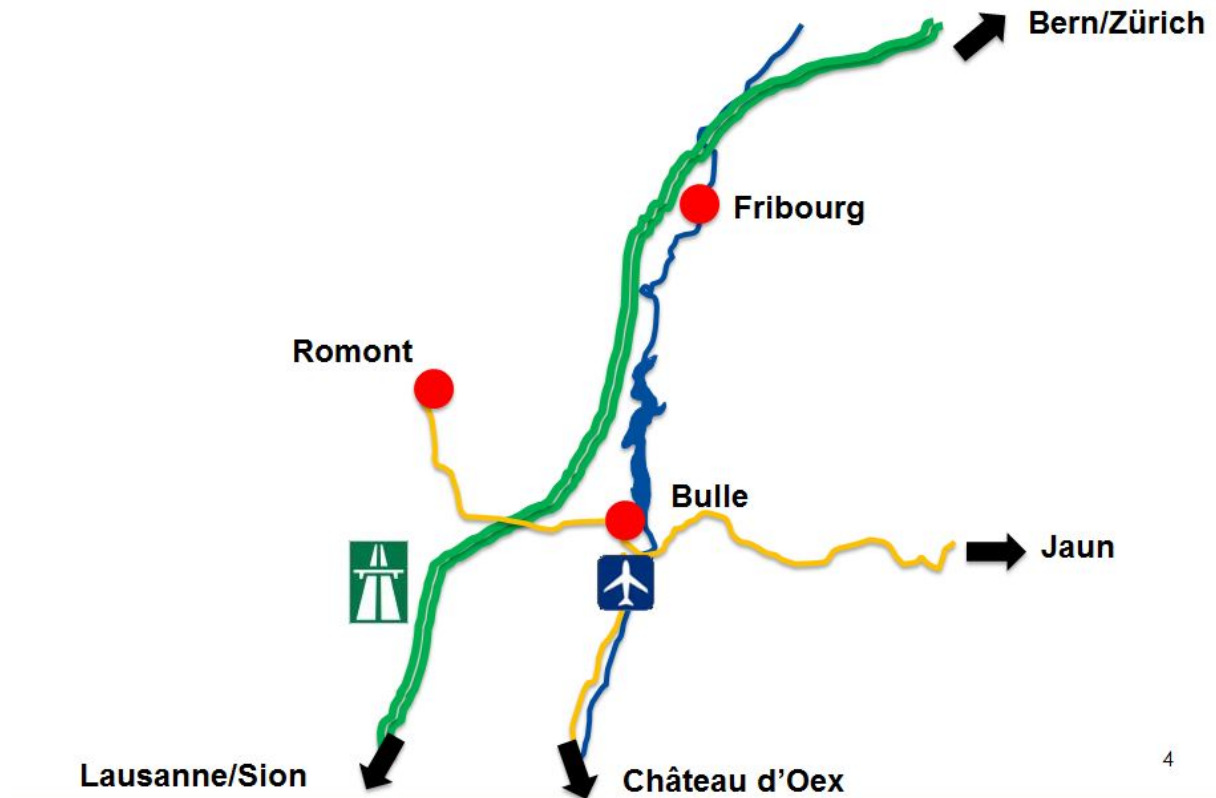 Bern/Zürich
Fribourg
Romont
Bulle
Jaun
Lausanne/Sion
Château d'Oex
4